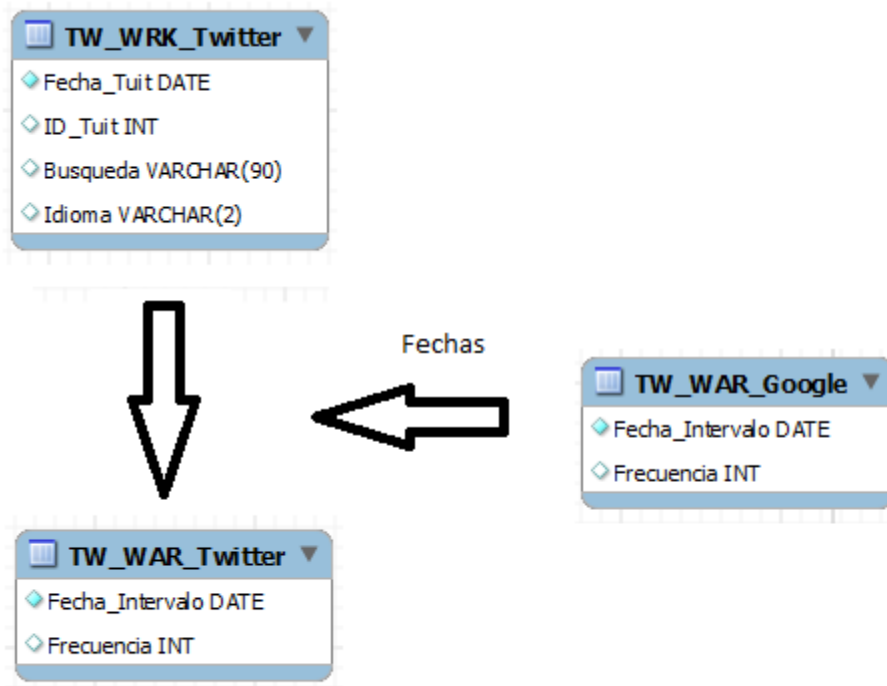 TW_WRK_Twitter
Fecha_Tuit DATE
ID_Tuit INT
Busqueda VARCHAR(90)
Idioma VARCHAR(2)
Fechas
TW_WAR_Google
Fecha_Intervalo DATE
Frecuencia INT
TW_WAR_Twitter
Fecha_Intervalo DATE
Frecuencia INT